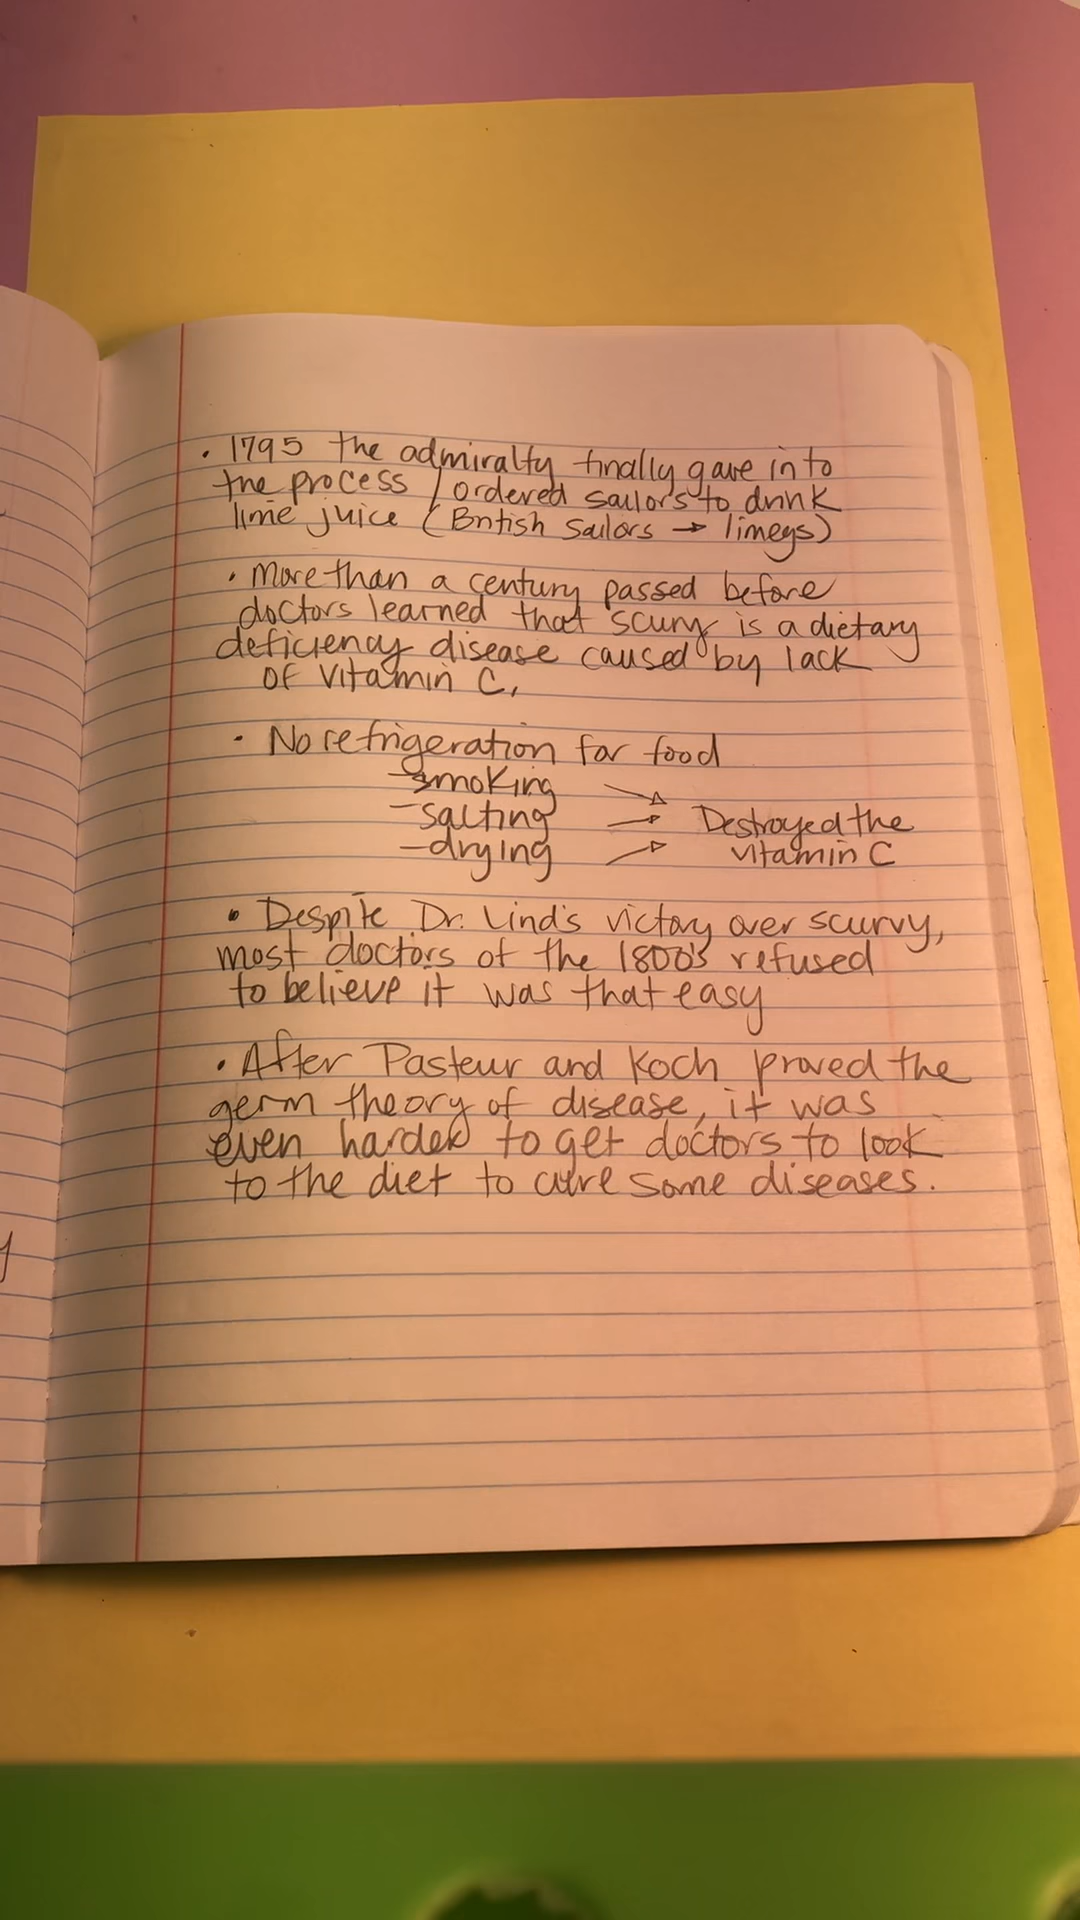 • 1795 the admiralty finally gave in to
the process / ordered sailors to drink
lime juice (British sailors → limeys)
• More than a century passed before
doctors learned that scurvy is a dietary
deficiency disease caused by lack
of vitamin C.
• No refrigeration for food
- smoking
- salting → Destroyed the
- drying → vitamin C
• Despite Dr. Lind's victory over scurvy,
most doctors of the 1800's refused
to believe it was that easy
• After Pasteur and Koch proved the
germ theory of disease, it was
even harder to get doctors to look
to the diet to cure some diseases.